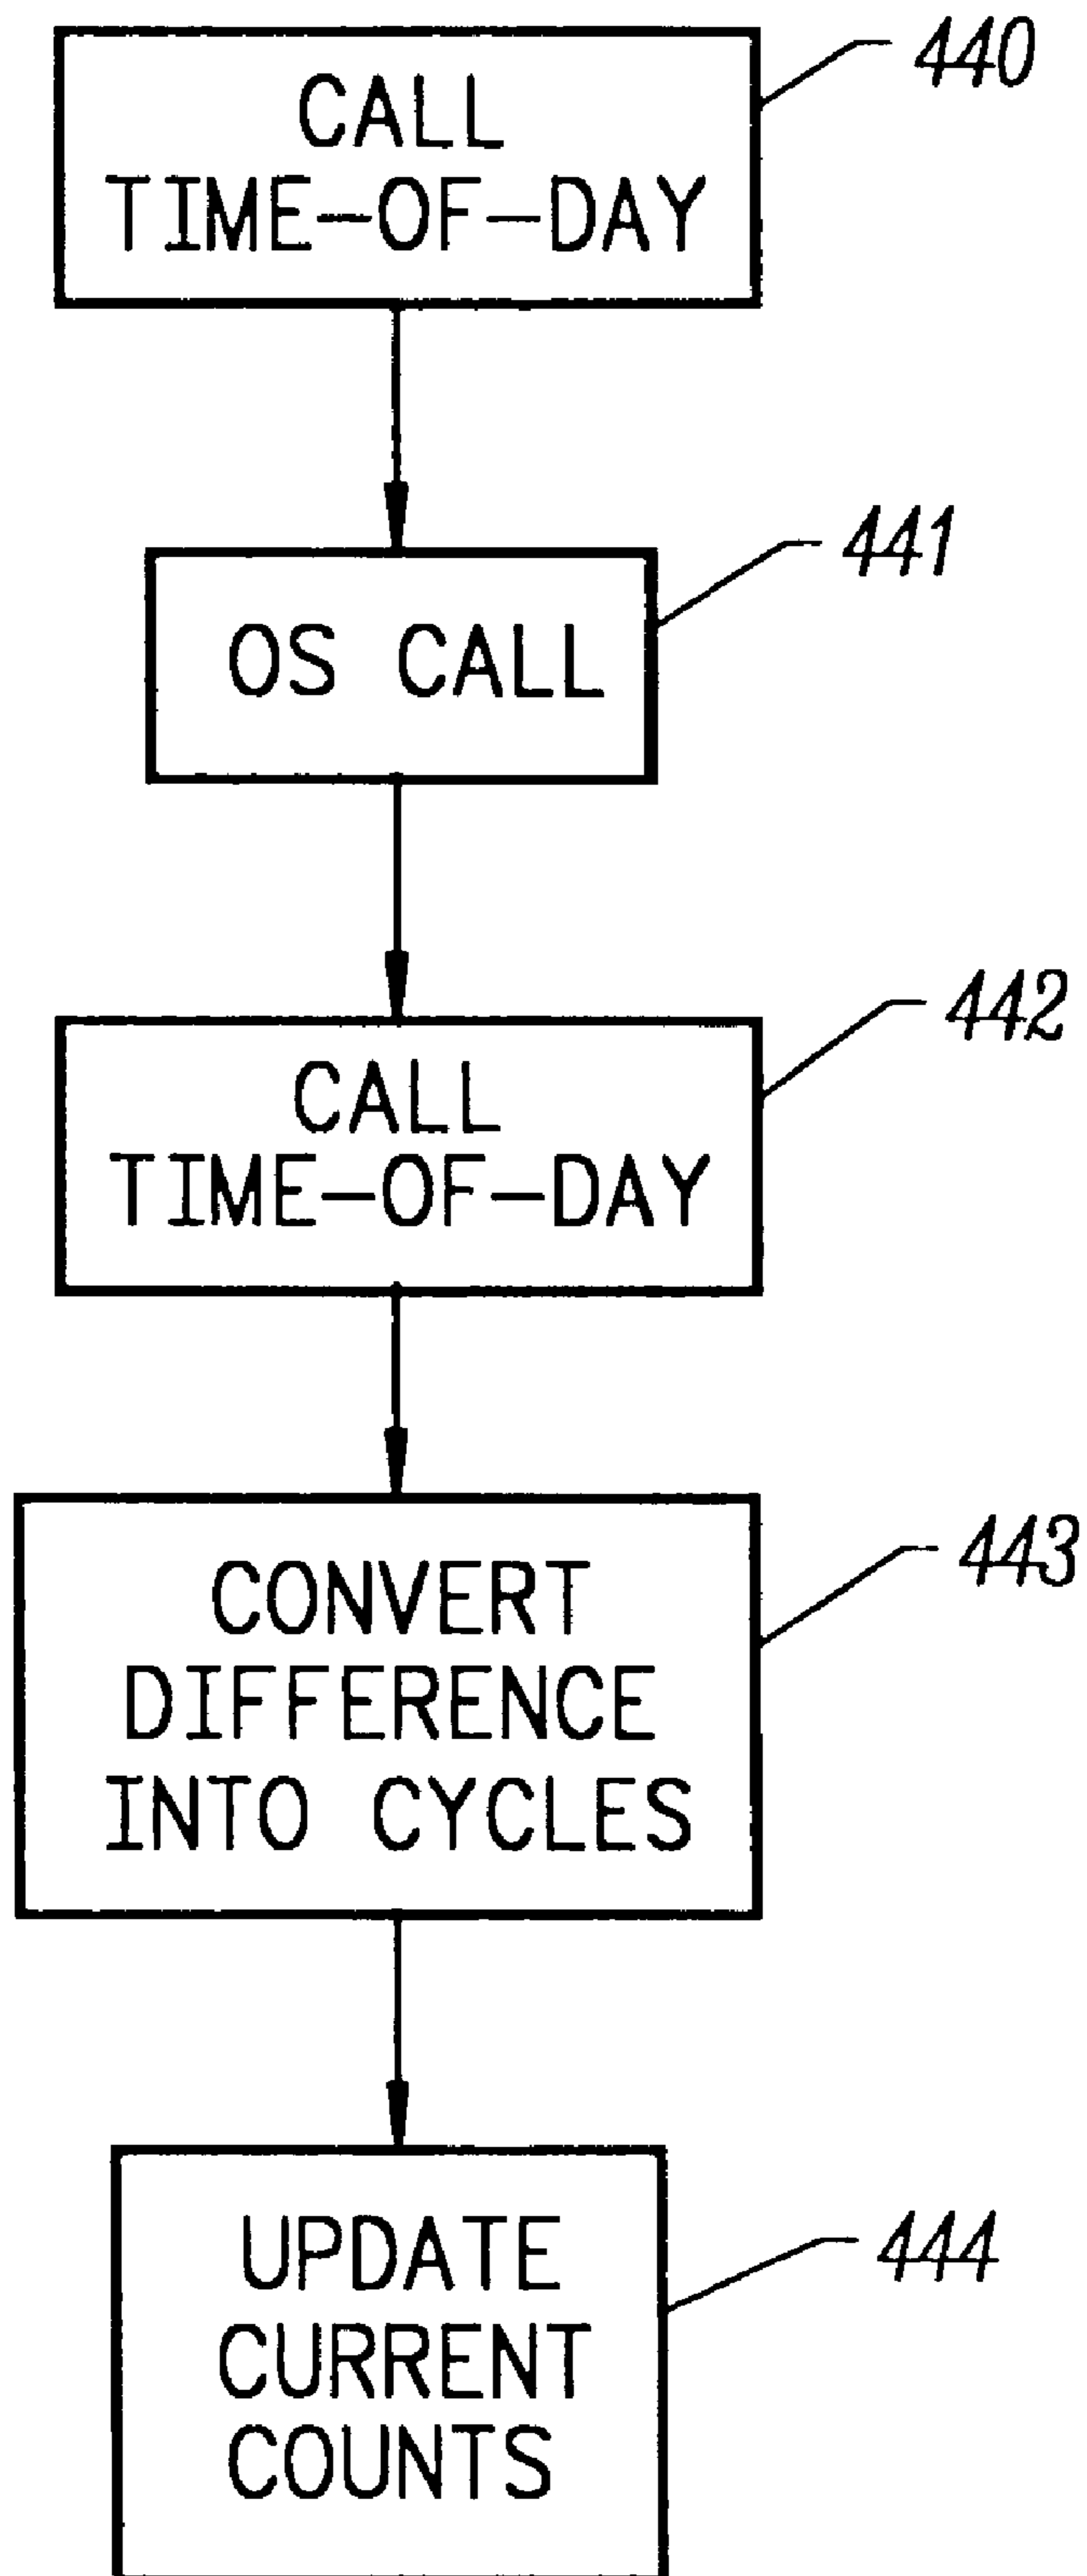 CALL
TIME-OF-DAY
440
OS CALL
441
CALL
TIME-OF-DAY
442
CONVERT
DIFFERENCE
INTO CYCLES
443
UPDATE
CURRENT
COUNTS
444